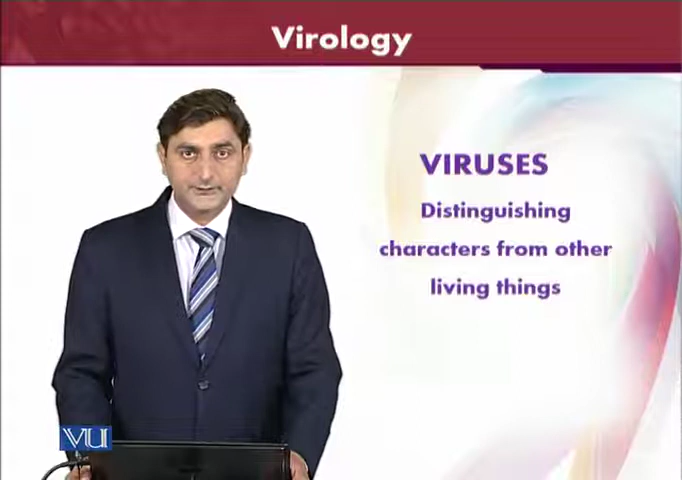 Virology
VIRUSES
Distinguishing
characters from other
living things
VU